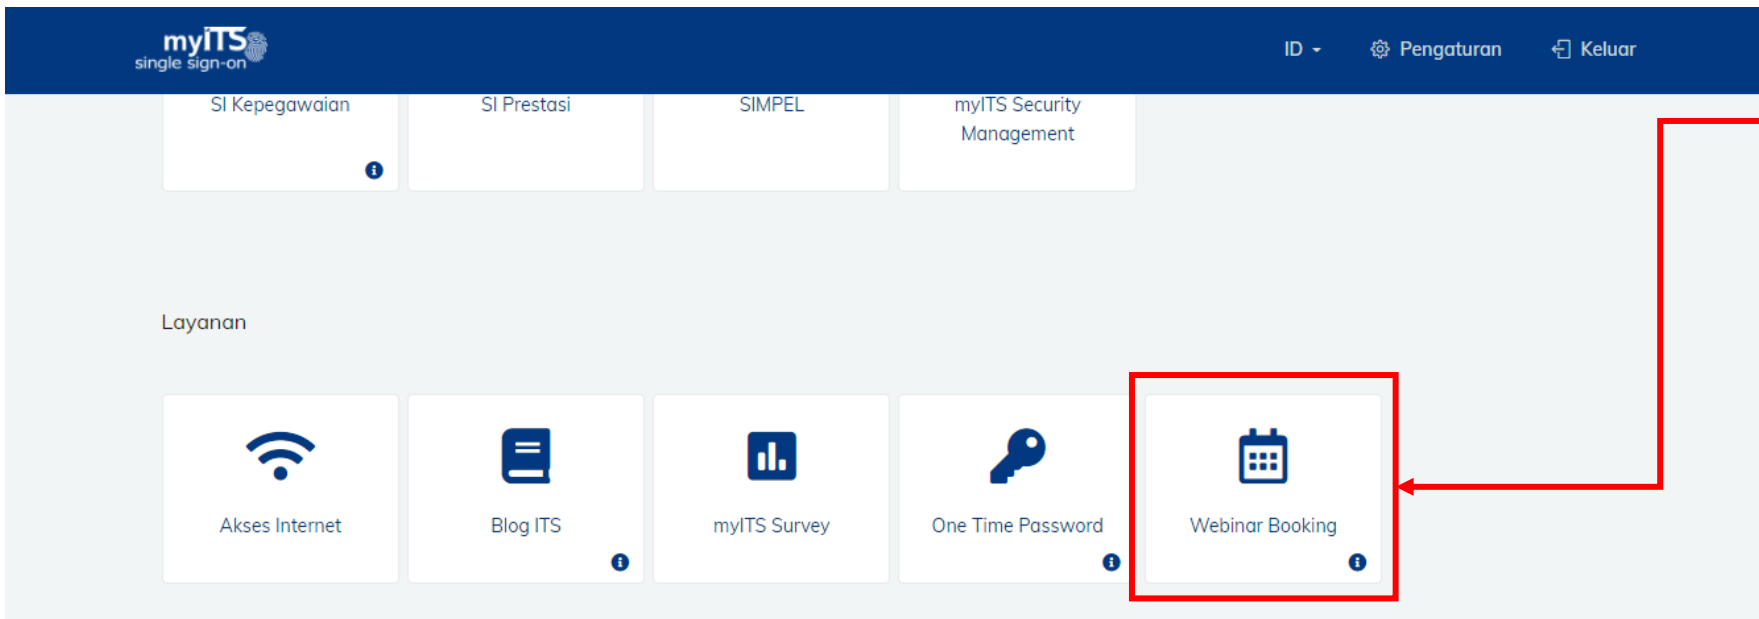 myITS
single sign-on
ID
Pengaturan
Keluar
SI Kepegawaian
SI Prestasi
SIMPEL
myITS Security
Management
Layanan
Akses Internet
Blog ITS
myITS Survey
One Time Password
Webinar Booking